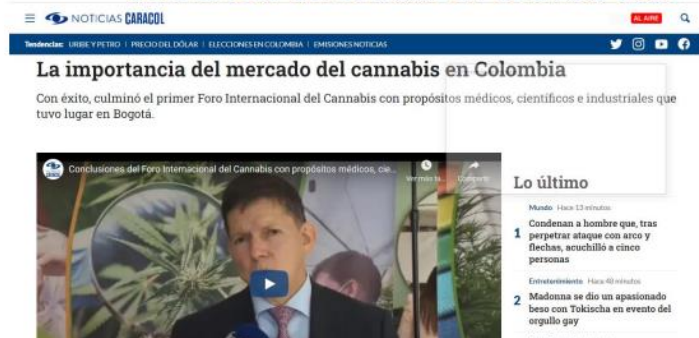 NOTICIAS CARACOL
AL AIRE
Tendencias: URIBE Y PETRO | PRECIO DEL DÓLAR | ELECCIONES EN COLOMBIA | EMISIONES NOTICIAS
La importancia del mercado del cannabis en Colombia
Con éxito, culminó el primer Foro Internacional del Cannabis con propósitos médicos, científicos e industriales que
tuvo lugar en Bogotá.
Conclusiones del Foro Internacional del Cannabis con propósitos médicos, cie...
Ver más ta...
Compartir
Lo último
Mundo Hace 13 minutos
1 Condenan a hombre que, tras
perpetrar ataque con arco y
flechas, acuchilló a cinco
personas
Entretenimiento Hace 40 minutos
2 Madonna se dio un apasionado
beso con Tokischa en evento del
orgullo gay